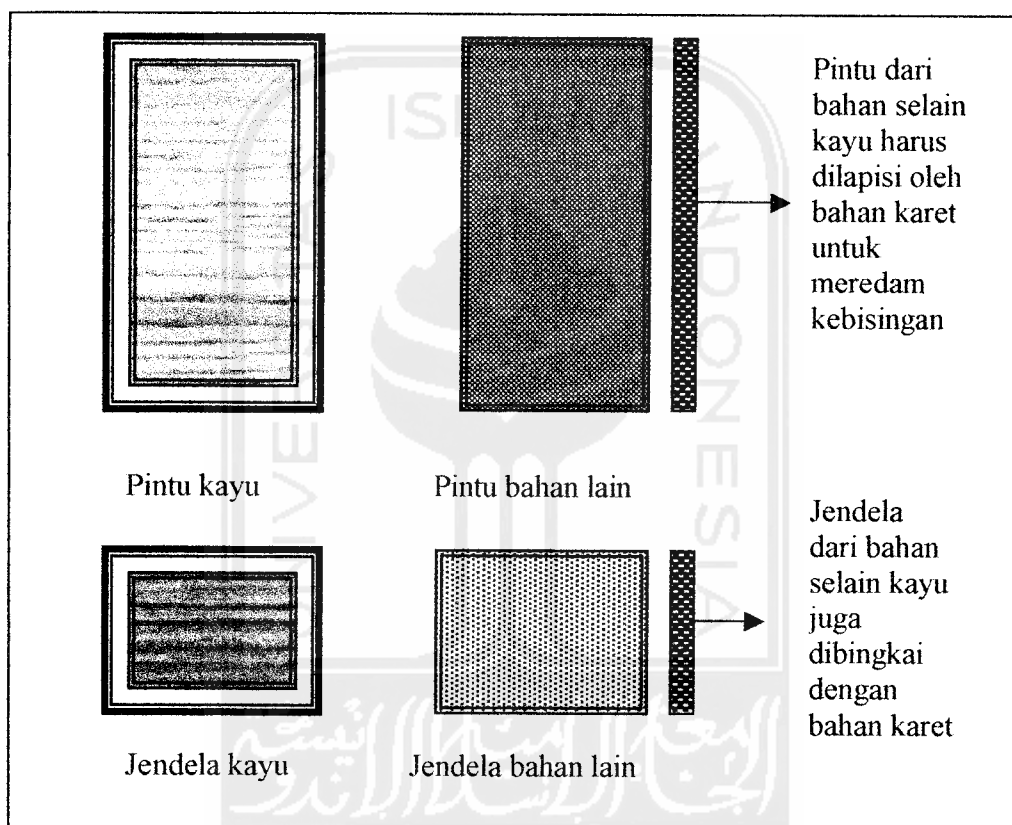 Pintu dari
bahan selain
kayu harus
dilapisi oleh
bahan karet
untuk
meredam
kebisingan
Pintu kayu
Pintu bahan lain
Jendela
dari bahan
selain kayu
juga
dibingkai
dengan
bahan karet
Jendela kayu
Jendela bahan lain
INDONESIA